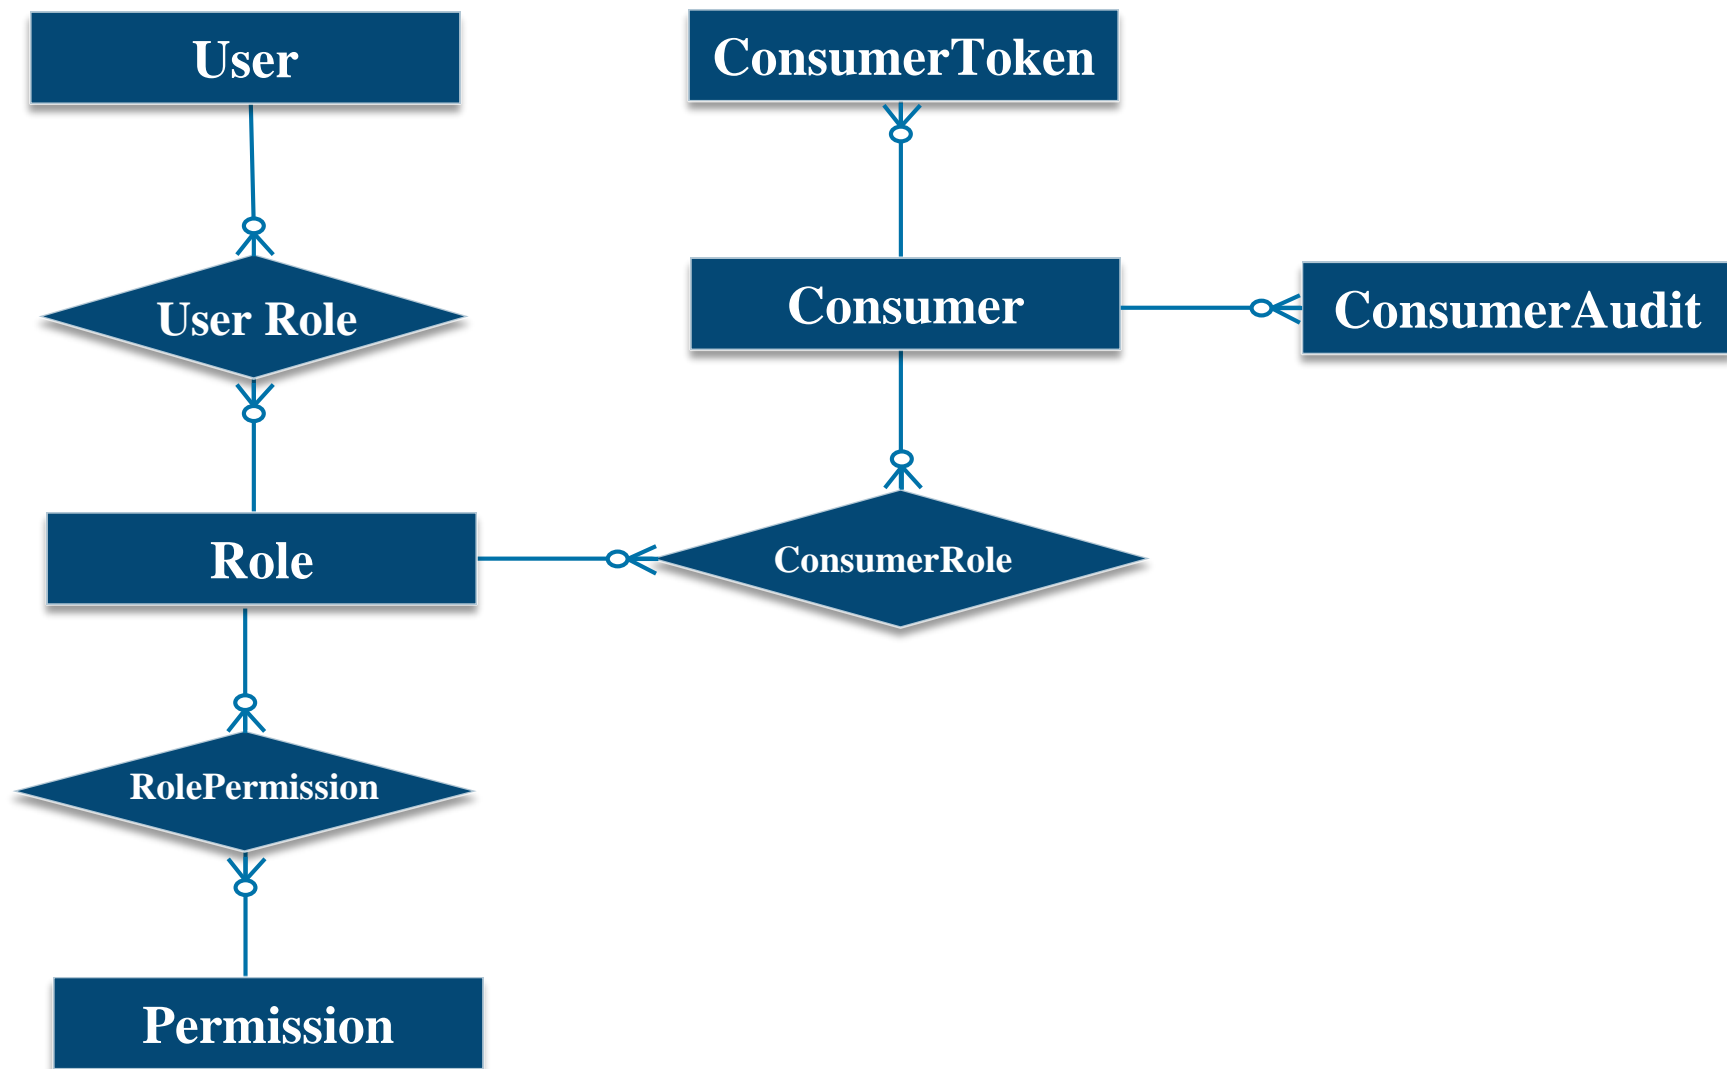 User
ConsumerToken
User Role
Consumer
ConsumerAudit
Role
ConsumerRole
RolePermission
Permission